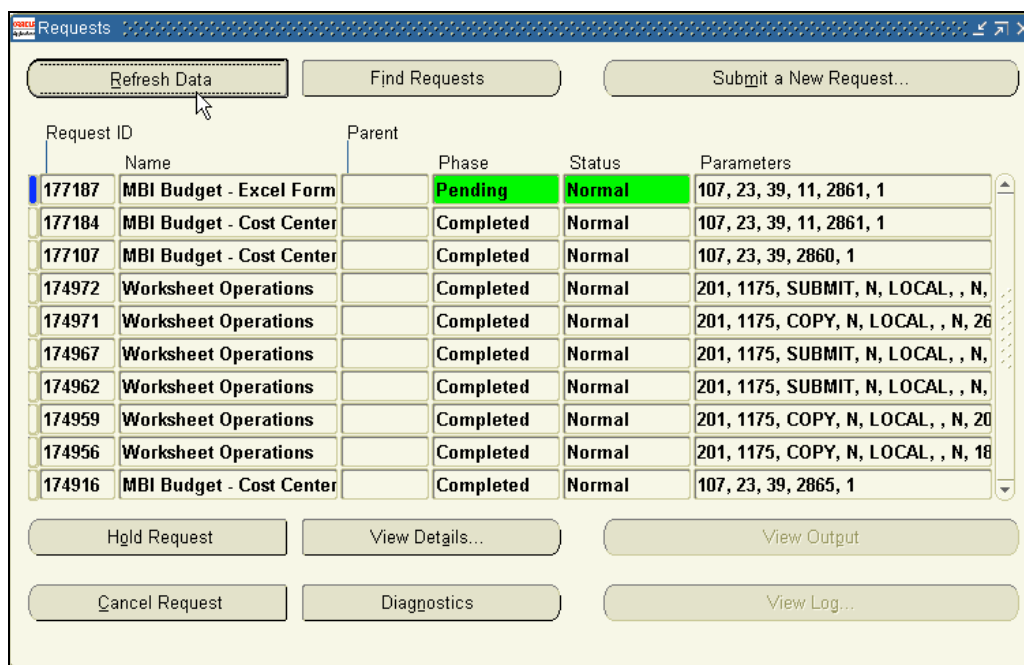 Requests
Refresh Data Find Requests Submit a New Request...
Request ID Parent
Name Phase Status Parameters
177187 MBI Budget - Excel Form Pending Normal 107, 23, 39, 11, 2861, 1
177184 MBI Budget - Cost Center Completed Normal 107, 23, 39, 11, 2861, 1
177107 MBI Budget - Cost Center Completed Normal 107, 23, 39, 2860, 1
174972 Worksheet Operations Completed Normal 201, 1175, SUBMIT, N, LOCAL, , N,
174971 Worksheet Operations Completed Normal 201, 1175, COPY, N, LOCAL, , N, 26
174967 Worksheet Operations Completed Normal 201, 1175, SUBMIT, N, LOCAL, , N,
174962 Worksheet Operations Completed Normal 201, 1175, SUBMIT, N, LOCAL, , N,
174959 Worksheet Operations Completed Normal 201, 1175, COPY, N, LOCAL, , N, 20
174956 Worksheet Operations Completed Normal 201, 1175, COPY, N, LOCAL, , N, 18
174916 MBI Budget - Cost Center Completed Normal 107, 23, 39, 2865, 1
Hold Request View Details... View Output
Cancel Request Diagnostics View Log...